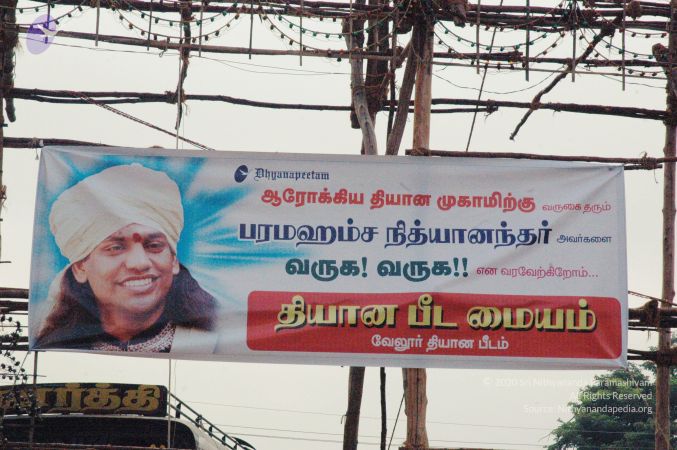 Dhyanapeetam
ஆரோக்கிய தியான முகாமிற்கு வருகை தரும்
பரமஹம்ச நித்யானந்தர் அவர்களை
வருக! வருக!! என வரவேற்கிறோம்...
தியான பீட மையம்
வேலூர் தியான பீடம்
கார்த்தி
© 2020 Sri Nithyananda Paramashivam
All Rights Reserved
Source: Nithyanandapedia.org